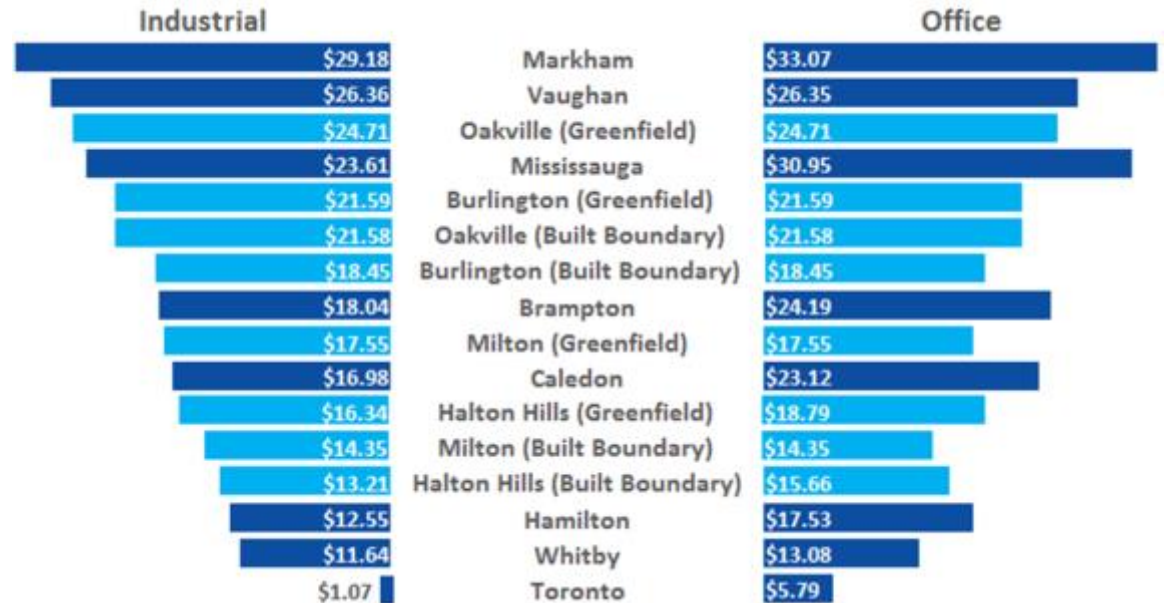 Industrial Office
$29.18 Markham $33.07
$26.36 Vaughan $26.35
$24.71 Oakville (Greenfield) $24.71
$23.61 Mississauga $30.95
$21.59 Burlington (Greenfield) $21.59
$21.58 Oakville (Built Boundary) $21.58
$18.45 Burlington (Built Boundary) $18.45
$18.04 Brampton $24.19
$17.55 Milton (Greenfield) $17.55
$16.98 Caledon $23.12
$16.34 Halton Hills (Greenfield) $18.79
$14.35 Milton (Built Boundary) $14.35
$13.21 Halton Hills (Built Boundary) $15.66
$12.55 Hamilton $17.53
$11.64 Whitby $13.08
$1.07 Toronto $5.79